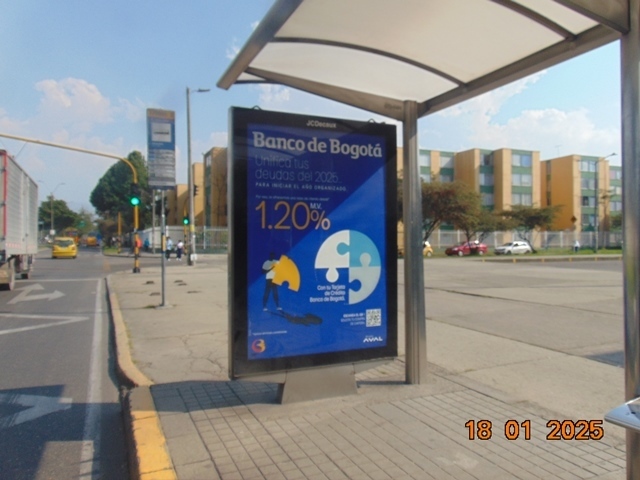 JCDecaux
Banco de Bogotá
Unifica tus
deudas del 2025
PARA INICIAR EL AÑO ORGANIZADO.
1.20% M.V.
Con tu Tarjeta
de Crédito
Banco de Bogotá.
AVAL
18 01 2025